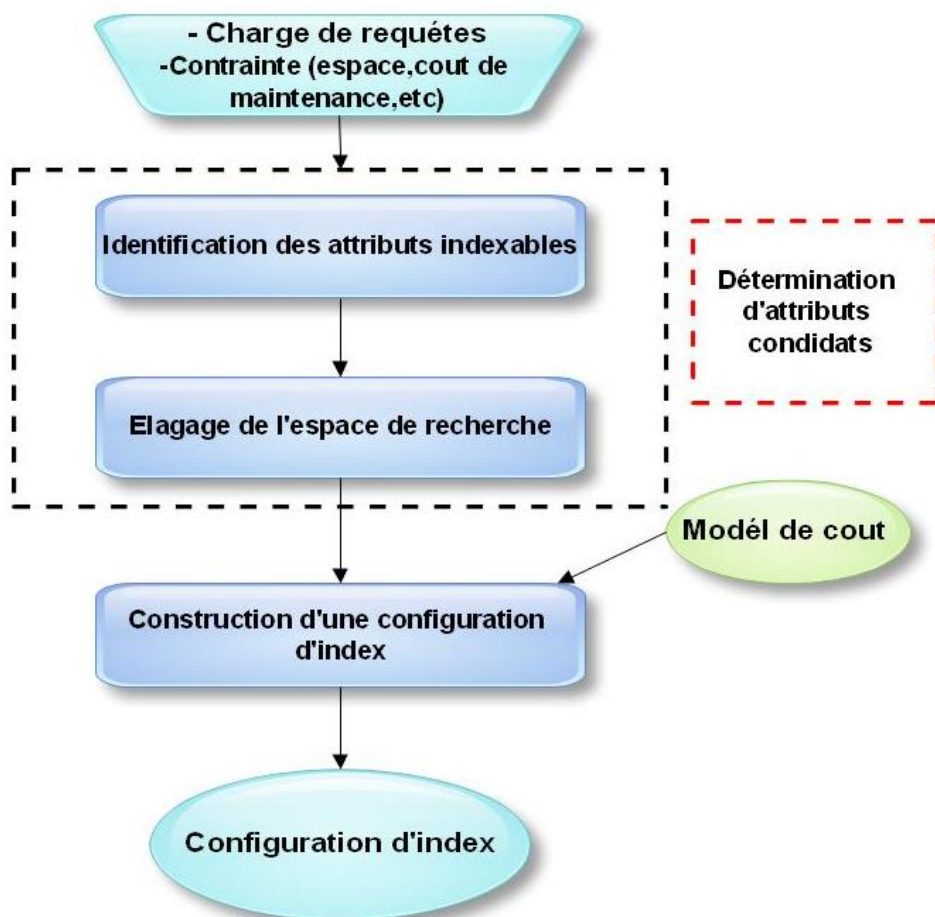 - Charge de requétes
-Contrainte (espace,cout de
maintenance,etc)
Identification des attributs indexables
Détermination
d'attributs
condidats
Elagage de l'espace de recherche
Modél de cout
Construction d'une configuration
d'index
Configuration d'index